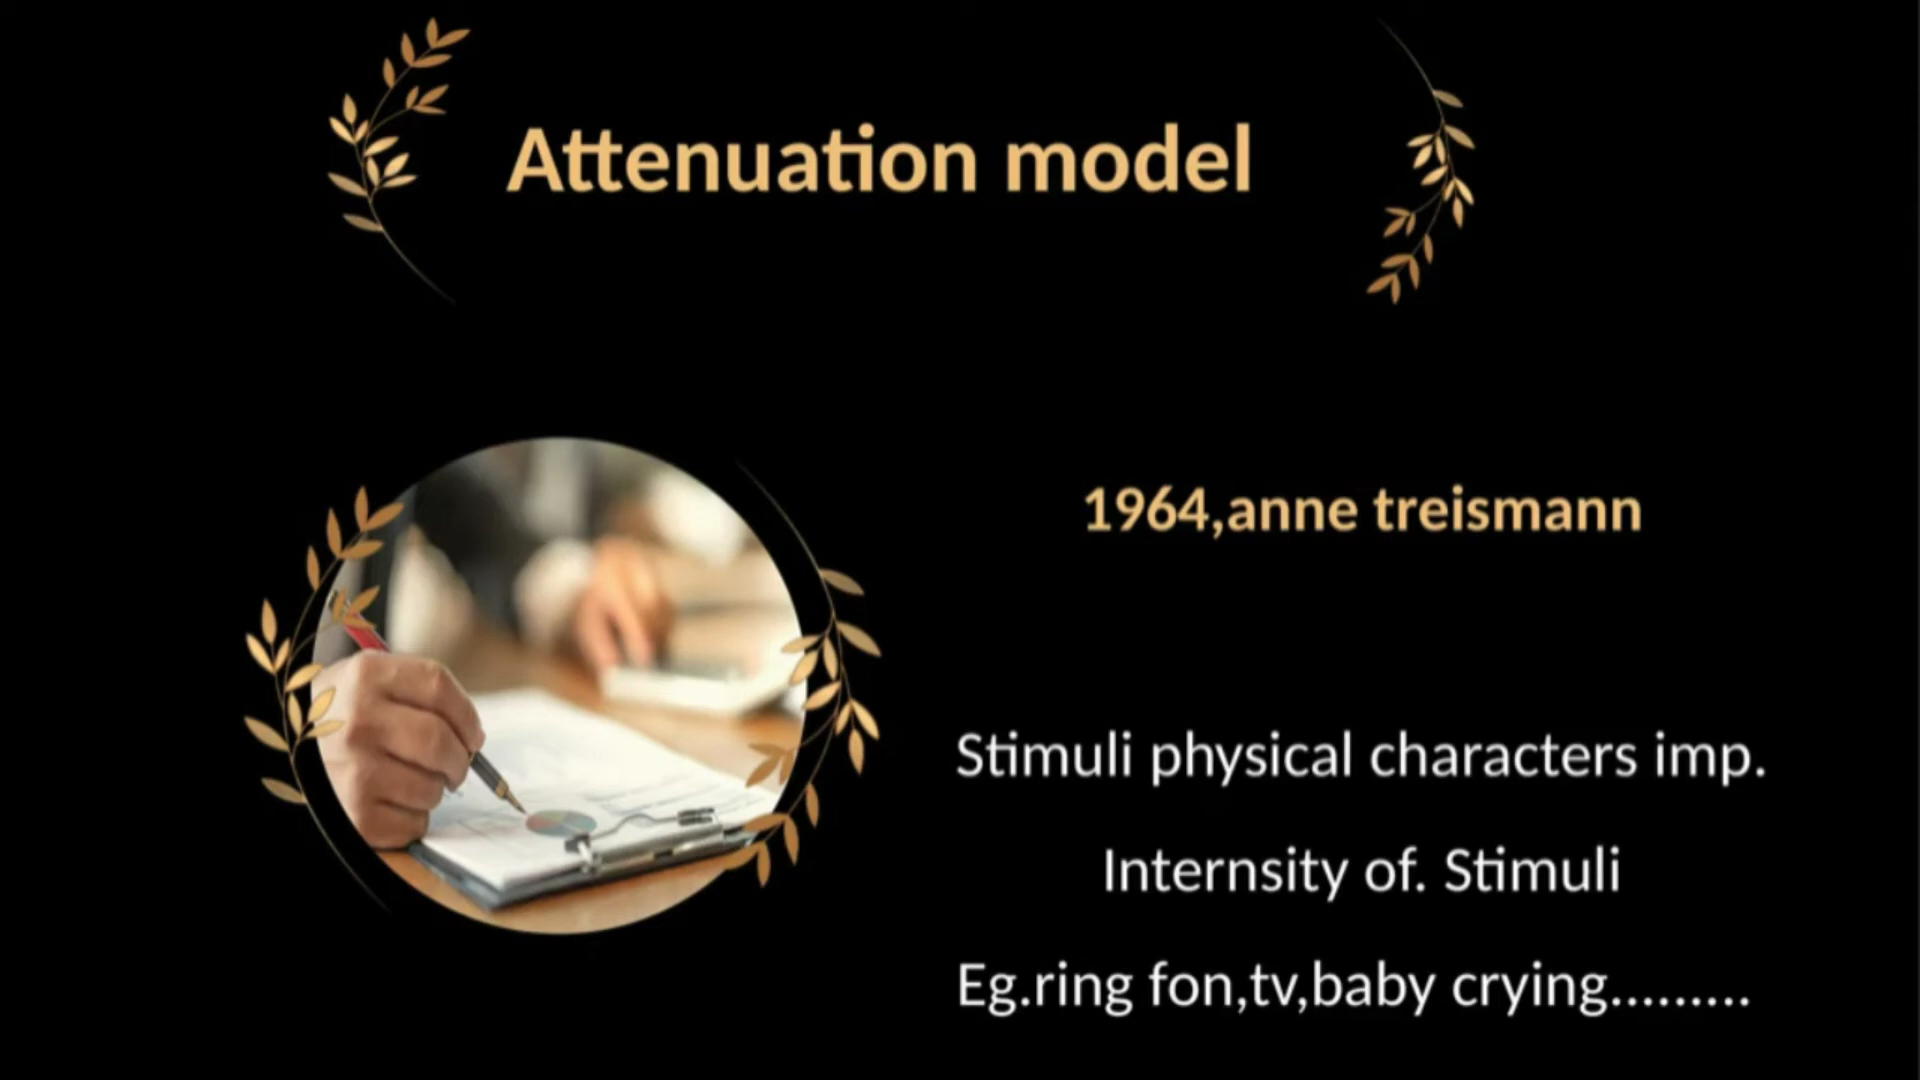 Attenuation model
1964,anne treismann
Stimuli physical characters imp.
Internsity of. Stimuli
Eg.ring fon,tv,baby crying.........